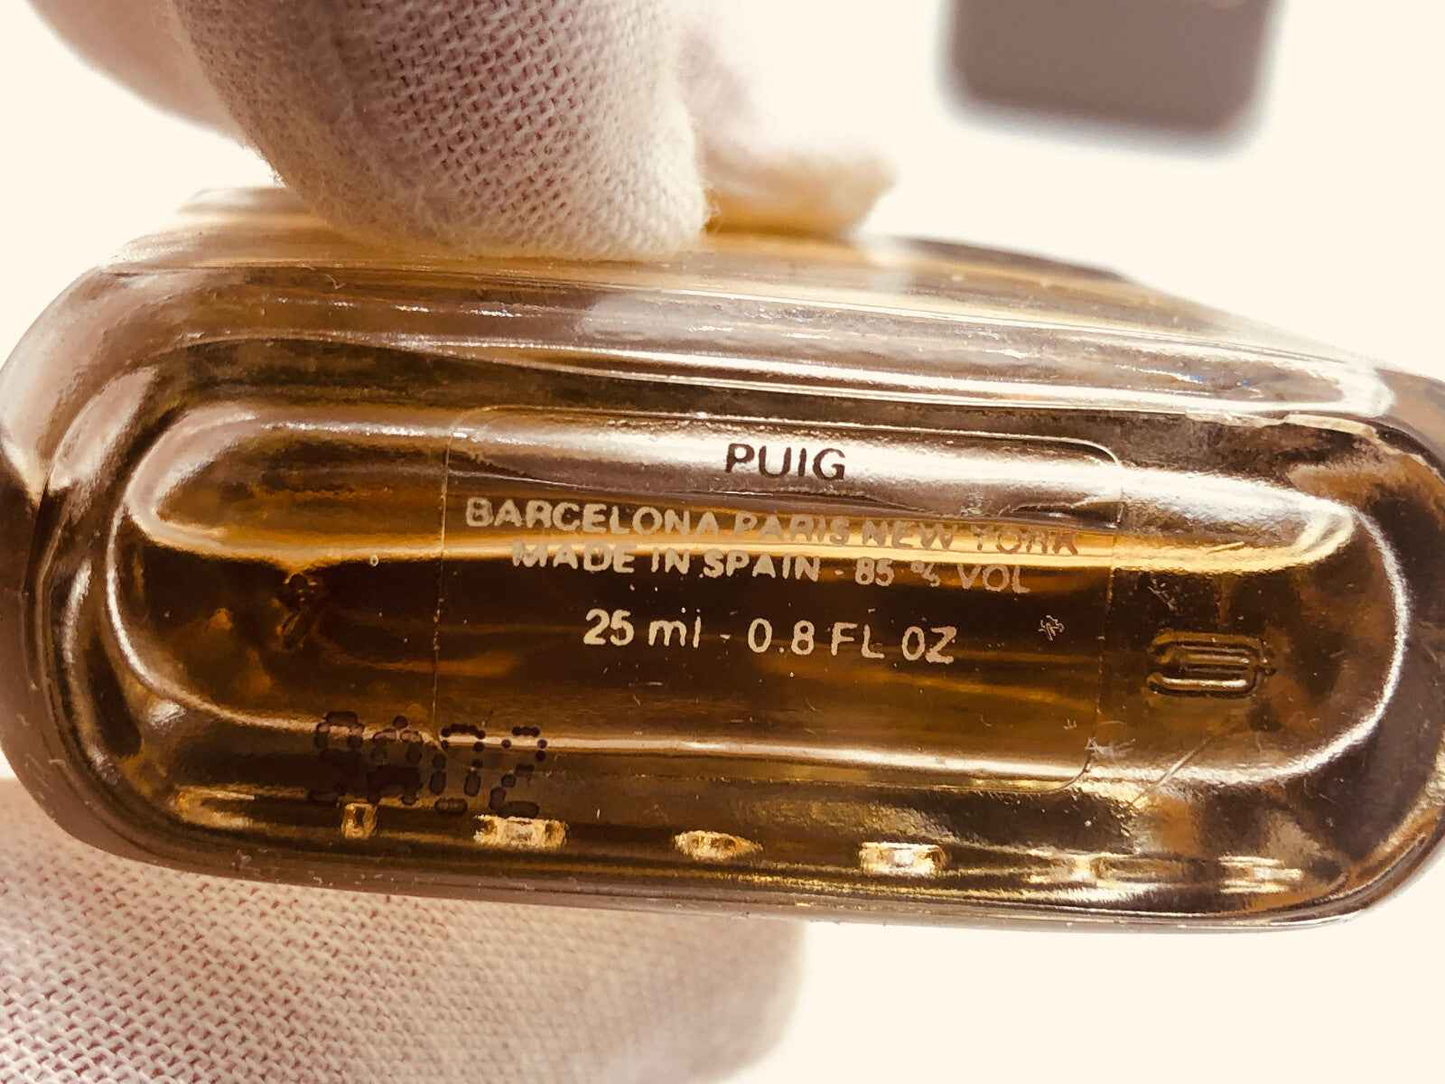 PUIG
BARCELONA PARIS NEW YORK
MADE IN SPAIN - 85 % VOL
25 ml - 0.8 FL OZ